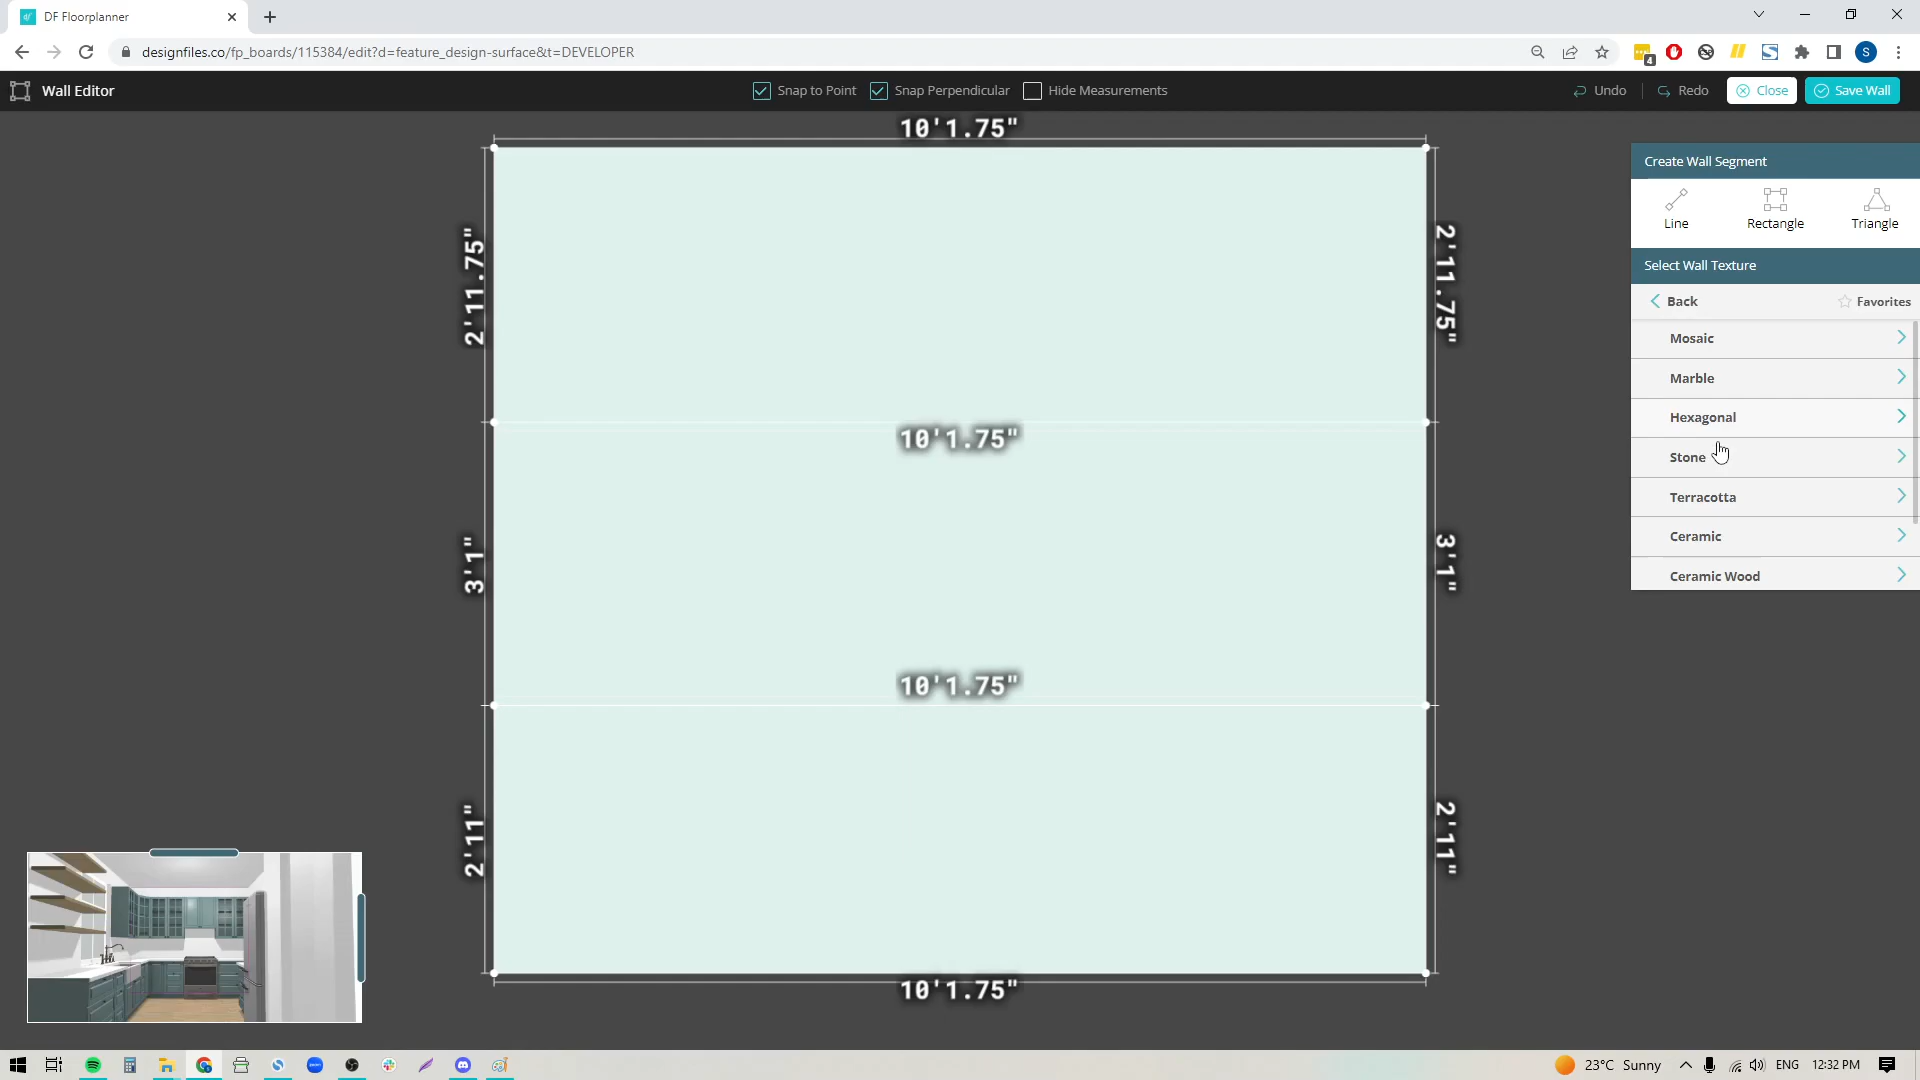 DF Floorplanner
designfiles.co/fp_boards/115384/edit?d=feature_design-surface&t=DEVELOPER
4
S
Wall Editor
Snap to Point
Snap Perpendicular
Hide Measurements
Undo
Redo
Close
Save Wall
10'1.75"
Create Wall Segment
Line
Rectangle
Triangle
2'11.75"
2'11.75"
Select Wall Texture
Back
Favorites
Mosaic
Marble
Hexagonal
10'1.75"
Stone
Terracotta
Ceramic
3'1"
3'1"
Ceramic Wood
10'1.75"
2'11"
2'11"
10'1.75"
23°C Sunny
ENG
12:32 PM